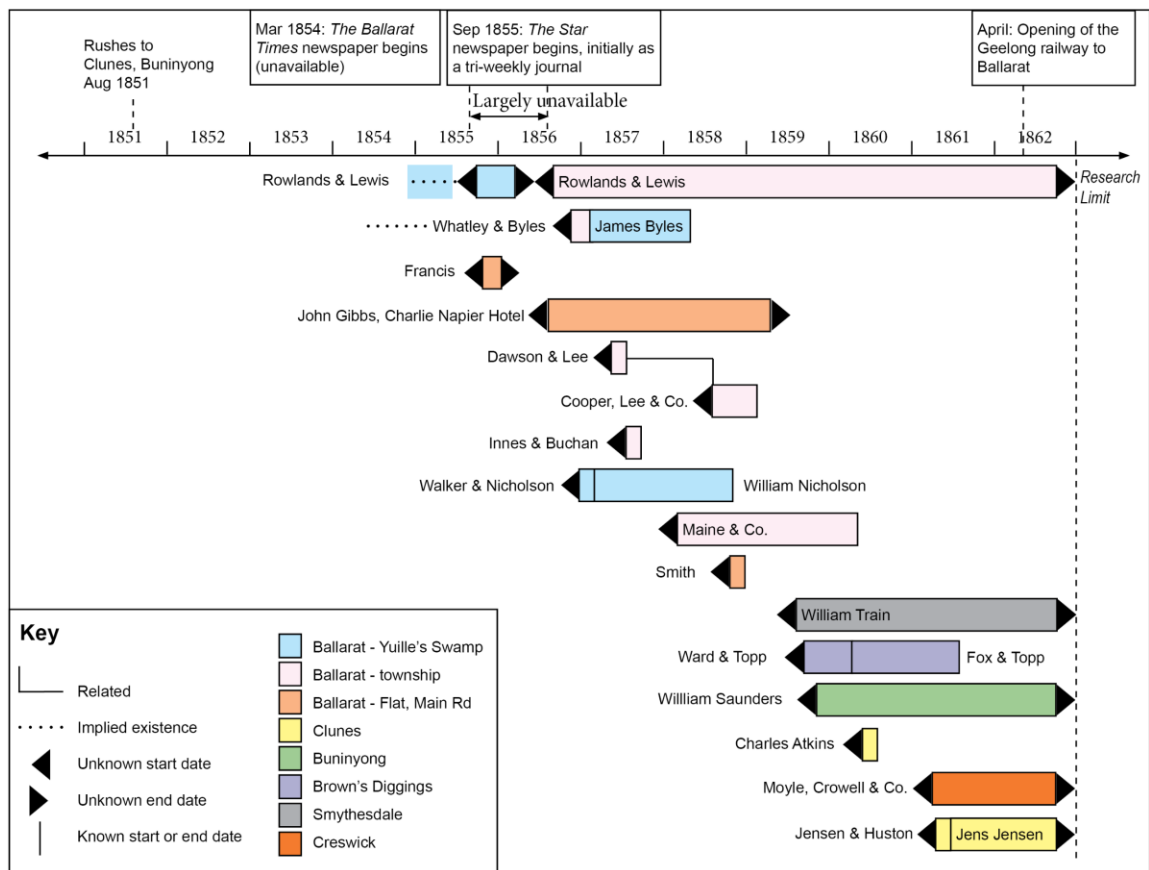 Rushes to
Clunes, Buninyong
Aug 1851
Mar 1854: The Ballarat
Times newspaper begins
(unavailable)
Sep 1855: The Star
newspaper begins, initially as
a tri-weekly journal
April: Opening of the
Geelong railway to
Ballarat
Largely unavailable
1851 1852 1853 1854 1855 1856 1857 1858 1859 1860 1861 1862
Rowlands & Lewis
Rowlands & Lewis
Research
Limit
Whatley & Byles
James Byles
Francis
John Gibbs, Charlie Napier Hotel
Dawson & Lee
Cooper, Lee & Co.
Innes & Buchan
Walker & Nicholson
William Nicholson
Maine & Co.
Smith
William Train
Ward & Topp
Fox & Topp
Willliam Saunders
Charles Atkins
Moyle, Crowell & Co.
Jensen & Huston
Jens Jensen
Key
Related
Implied existence
Unknown start date
Unknown end date
Known start or end date
Ballarat - Yuille's Swamp
Ballarat - township
Ballarat - Flat, Main Rd
Clunes
Buninyong
Brown's Diggings
Smythesdale
Creswick